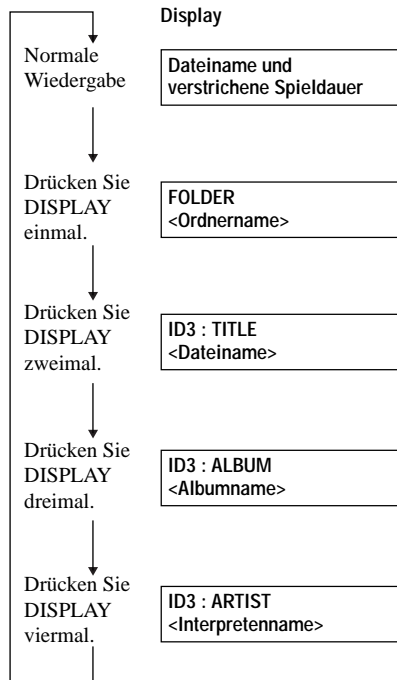 Display
Normale
Wiedergabe
Dateiname und
verstrichene Spieldauer
Drücken Sie
DISPLAY
einmal.
FOLDER
<Ordnername>
Drücken Sie
DISPLAY
zweimal.
ID3 : TITLE
<Dateiname>
Drücken Sie
DISPLAY
dreimal.
ID3 : ALBUM
<Albumname>
Drücken Sie
DISPLAY
viermal.
ID3 : ARTIST
<Interpretenname>